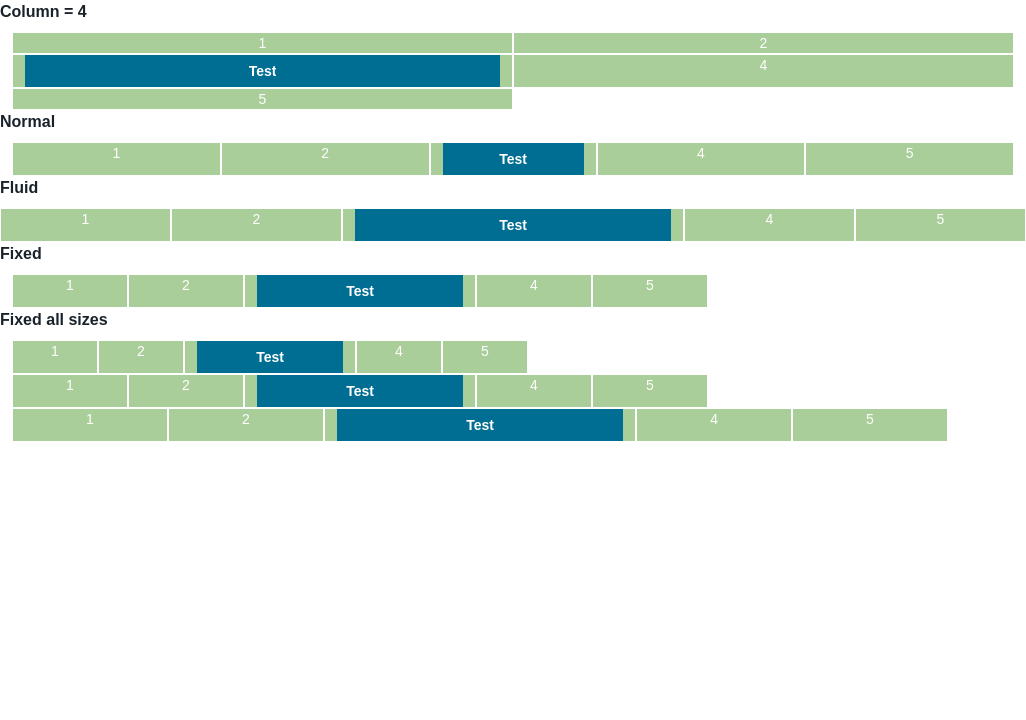 Column = 4
1 2
Test 4
5
Normal
1 2 Test 4 5
Fluid
1 2 Test 4 5
Fixed
1 2 Test 4 5
Fixed all sizes
1 2 Test 4 5
1 2 Test 4 5
1 2 Test 4 5